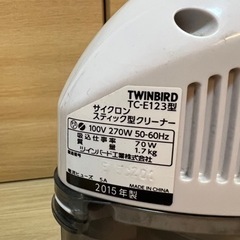 TWINBIRD
TC-E123型
サイクロン
スティック型クリーナー
100V 270W 50-60Hz
吸込仕事率 70W
質量 1.7kg
ツインバード工業株式会社
5A
MADE IN CHINA
2015年製